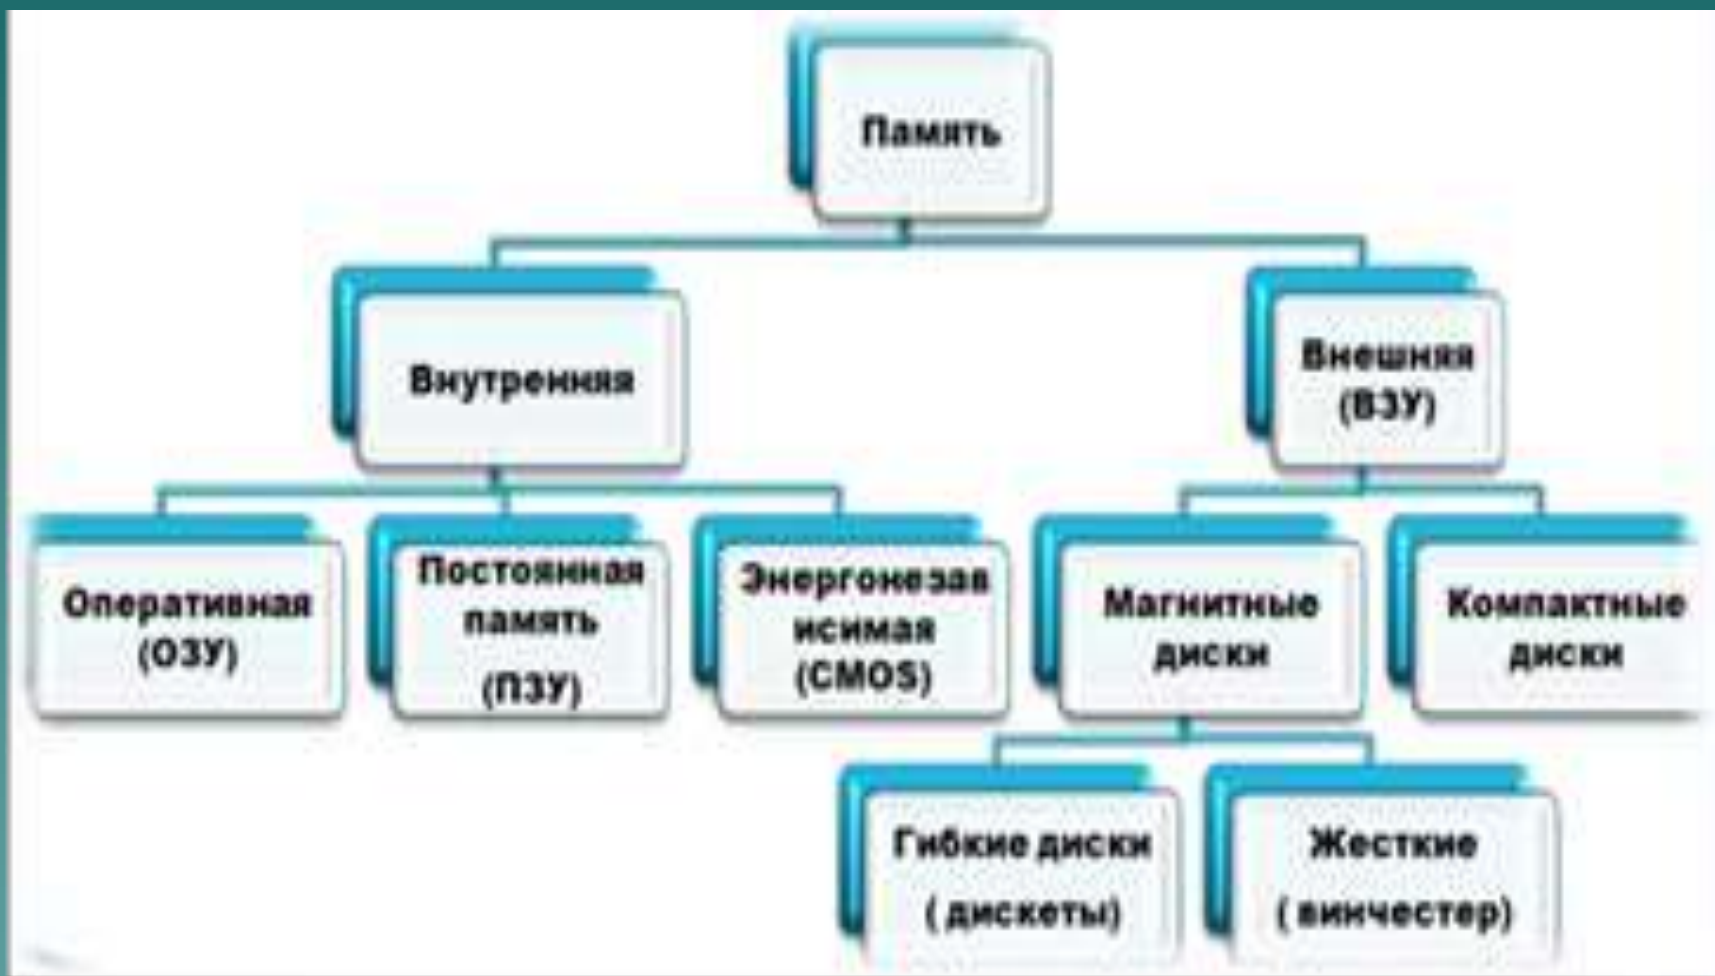 Память
Внутренняя
Внешняя
(ВЗУ)
Оперативная
(ОЗУ)
Постоянная
память
(ПЗУ)
Энергонезав
исимая
(CMOS)
Магнитные
диски
Компактные
диски
Гибкие диски
( дискеты)
Жесткие
( винчестер)